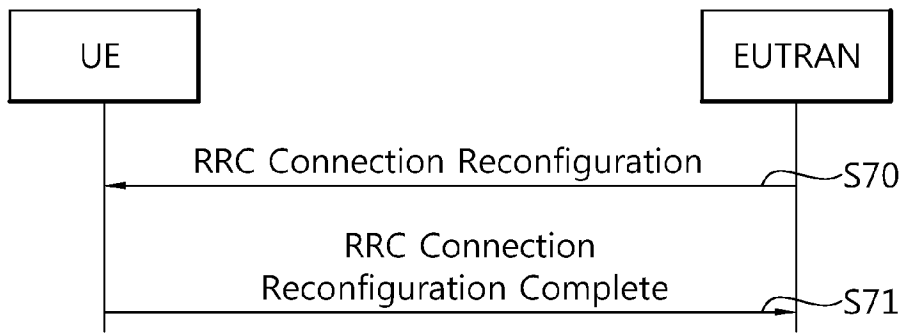 UE
EUTRAN
RRC Connection Reconfiguration
S70
RRC Connection
Reconfiguration Complete
S71